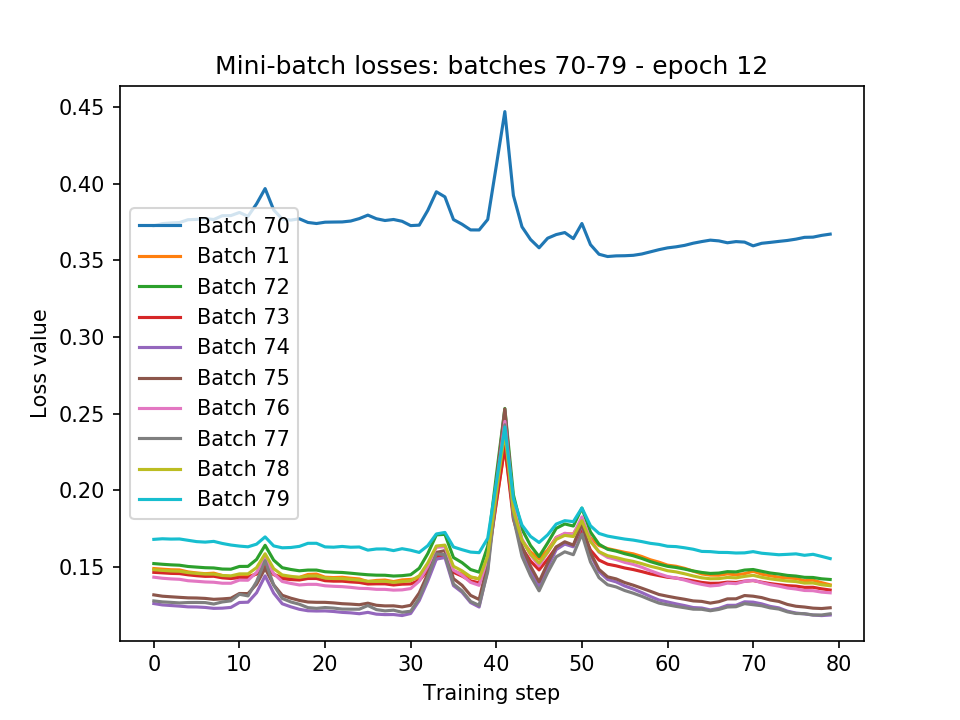 Mini-batch losses: batches 70-79 - epoch 12
Loss value
0.45
0.40
0.35
0.30
0.25
0.20
0.15
Batch 70
Batch 71
Batch 72
Batch 73
Batch 74
Batch 75
Batch 76
Batch 77
Batch 78
Batch 79
0 10 20 30 40 50 60 70 80
Training step